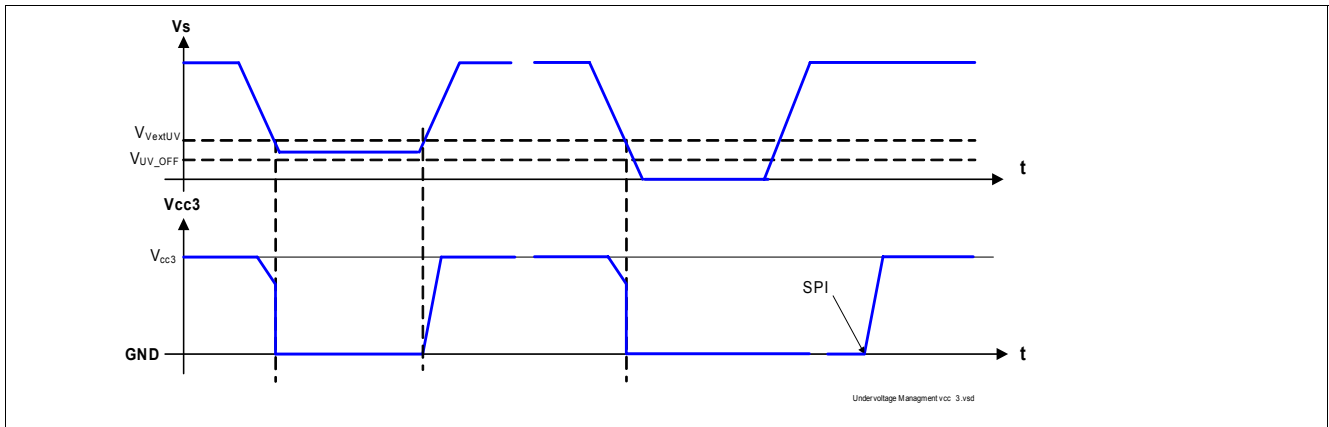 Vs
VVextUV
VUV_OFF
t
Vcc3
Vcc3
SPI
GND
t
Undervoltage Managment vcc 3.vsd